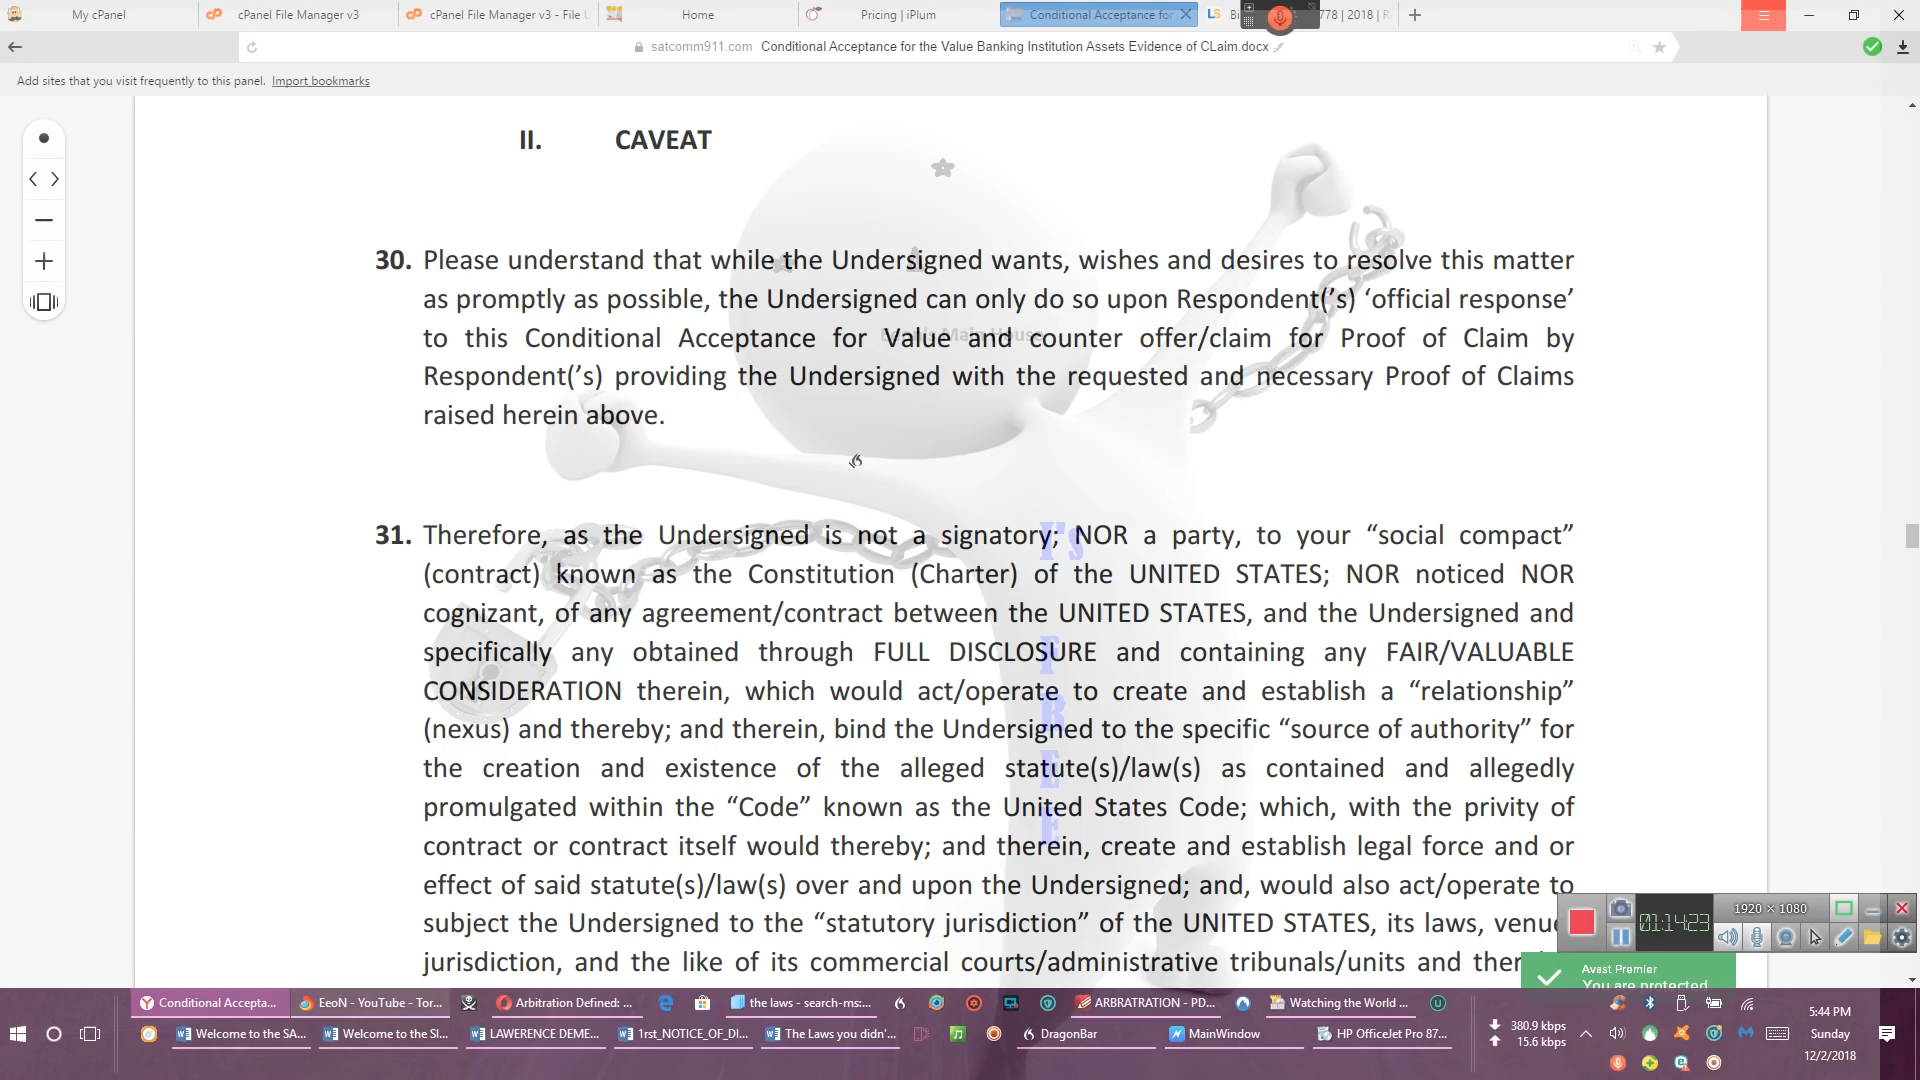 My cPanel
cPanel File Manager v3
cPanel File Manager v3 - File U
Home
Pricing | iPlum
Conditional Acceptance for
778 | 2018 |
satcomm911.com Conditional Acceptance for the Value Banking Institution Assets Evidence of CLaim.docx
Add sites that you visit frequently to this panel. Import bookmarks
II. CAVEAT
30. Please understand that while the Undersigned wants, wishes and desires to resolve this matter
as promptly as possible, the Undersigned can only do so upon Respondent('s) ‘official response’
to this Conditional Acceptance for Value and counter offer/claim for Proof of Claim by
Respondent(’s) providing the Undersigned with the requested and necessary Proof of Claims
raised herein above.
31. Therefore, as the Undersigned is not a signatory; NOR a party, to your “social compact”
(contract) known as the Constitution (Charter) of the UNITED STATES; NOR noticed NOR
cognizant, of any agreement/contract between the UNITED STATES, and the Undersigned and
specifically any obtained through FULL DISCLOSURE and containing any FAIR/VALUABLE
CONSIDERATION therein, which would act/operate to create and establish a “relationship”
(nexus) and thereby; and therein, bind the Undersigned to the specific “source of authority” for
the creation and existence of the alleged statute(s)/law(s) as contained and allegedly
promulgated within the “Code” known as the United States Code; which, with the privity of
contract or contract itself would thereby; and therein, create and establish legal force and or
effect of said statute(s)/law(s) over and upon the Undersigned; and, would also act/operate to
subject the Undersigned to the “statutory jurisdiction” of the UNITED STATES, its laws, venue
jurisdiction, and the like of its commercial courts/administrative tribunals/units and
Y's
F
R
E
E
1920 × 1080
01:14:23
Avast Premier
You are protected
Conditional Accepta...
EeoN - YouTube - Tor...
Arbitration Defined: ...
the laws - search-ms:...
ARBRATRATION - PD...
Watching the World ...
Welcome to the SA...
Welcome to the SI...
LAWERENCE DEME...
1rst_NOTICE_OF_DI...
The Laws you didn'...
DragonBar
MainWindow
HP OfficeJet Pro 87...
380.9 kbps
15.6 kbps
5:44 PM
Sunday
12/2/2018